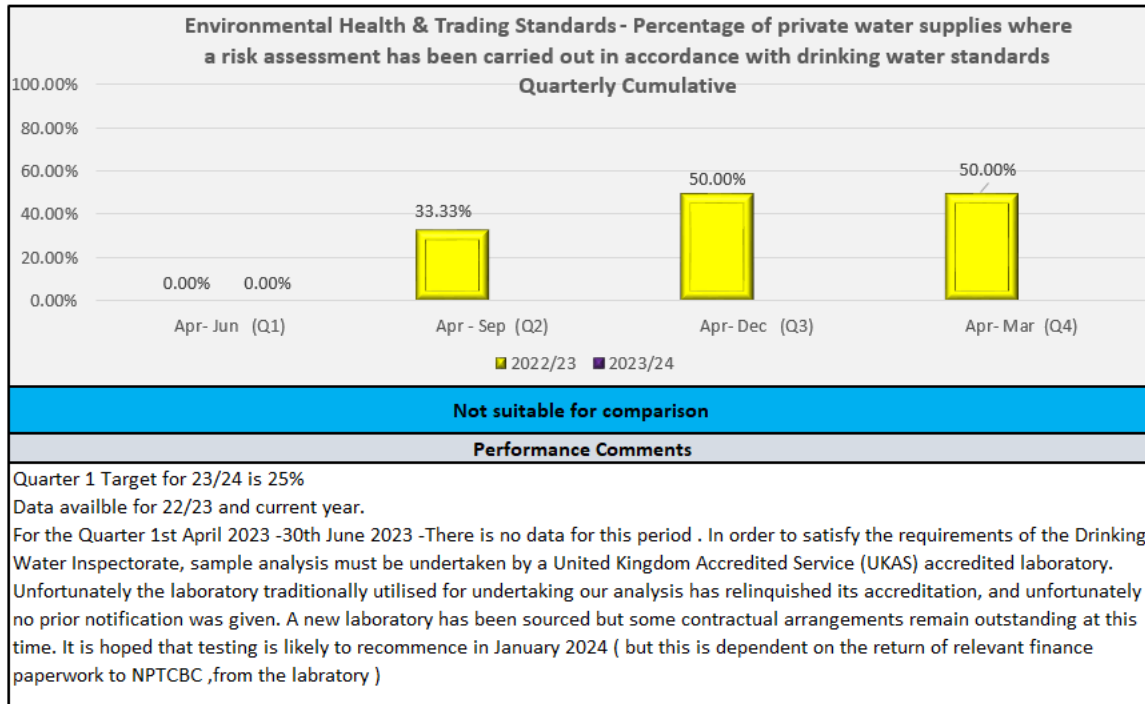 Environmental Health & Trading Standards - Percentage of private water supplies where
a risk assessment has been carried out in accordance with drinking water standards
Quarterly Cumulative
100.00%
80.00%
60.00%
40.00%
20.00%
0.00%
0.00% 0.00%
33.33%
50.00%
50.00%
Apr- Jun (Q1) Apr - Sep (Q2) Apr- Dec (Q3) Apr- Mar (Q4)
2022/23 2023/24
Not suitable for comparison
Performance Comments
Quarter 1 Target for 23/24 is 25%
Data availble for 22/23 and current year.
For the Quarter 1st April 2023 -30th June 2023 -There is no data for this period . In order to satisfy the requirements of the Drinking
Water Inspectorate, sample analysis must be undertaken by a United Kingdom Accredited Service (UKAS) accredited laboratory.
Unfortunately the laboratory traditionally utilised for undertaking our analysis has relinquished its accreditation, and unfortunately
no prior notification was given. A new laboratory has been sourced but some contractual arrangements remain outstanding at this
time. It is hoped that testing is likely to recommence in January 2024 ( but this is dependent on the return of relevant finance
paperwork to NPTCBC ,from the labratory )